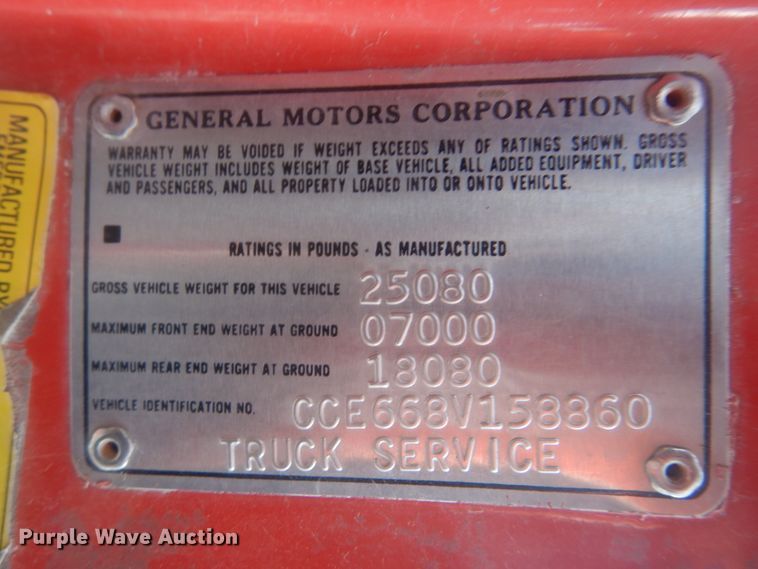 GENERAL MOTORS CORPORATION
WARRANTY MAY BE VOIDED IF WEIGHT EXCEEDS ANY OF RATINGS SHOWN. GROSS
VEHICLE WEIGHT INCLUDES WEIGHT OF BASE VEHICLE, ALL ADDED EQUIPMENT, DRIVER
AND PASSENGERS, AND ALL PROPERTY LOADED INTO OR ONTO VEHICLE.
RATINGS IN POUNDS - AS MANUFACTURED
GROSS VEHICLE WEIGHT FOR THIS VEHICLE 25080
MAXIMUM FRONT END WEIGHT AT GROUND 07000
MAXIMUM REAR END WEIGHT AT GROUND 18080
VEHICLE IDENTIFICATION NO. CCE668V158860
TRUCK SERVICE
MANUFACTURED BY
Purple Wave Auction